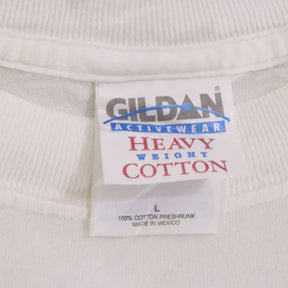 GILDAN
ACTIVEWEAR
HEAVY
WEIGHT
COTTON
L
100% COTTON PRESHRUNK
MADE IN MEXICO